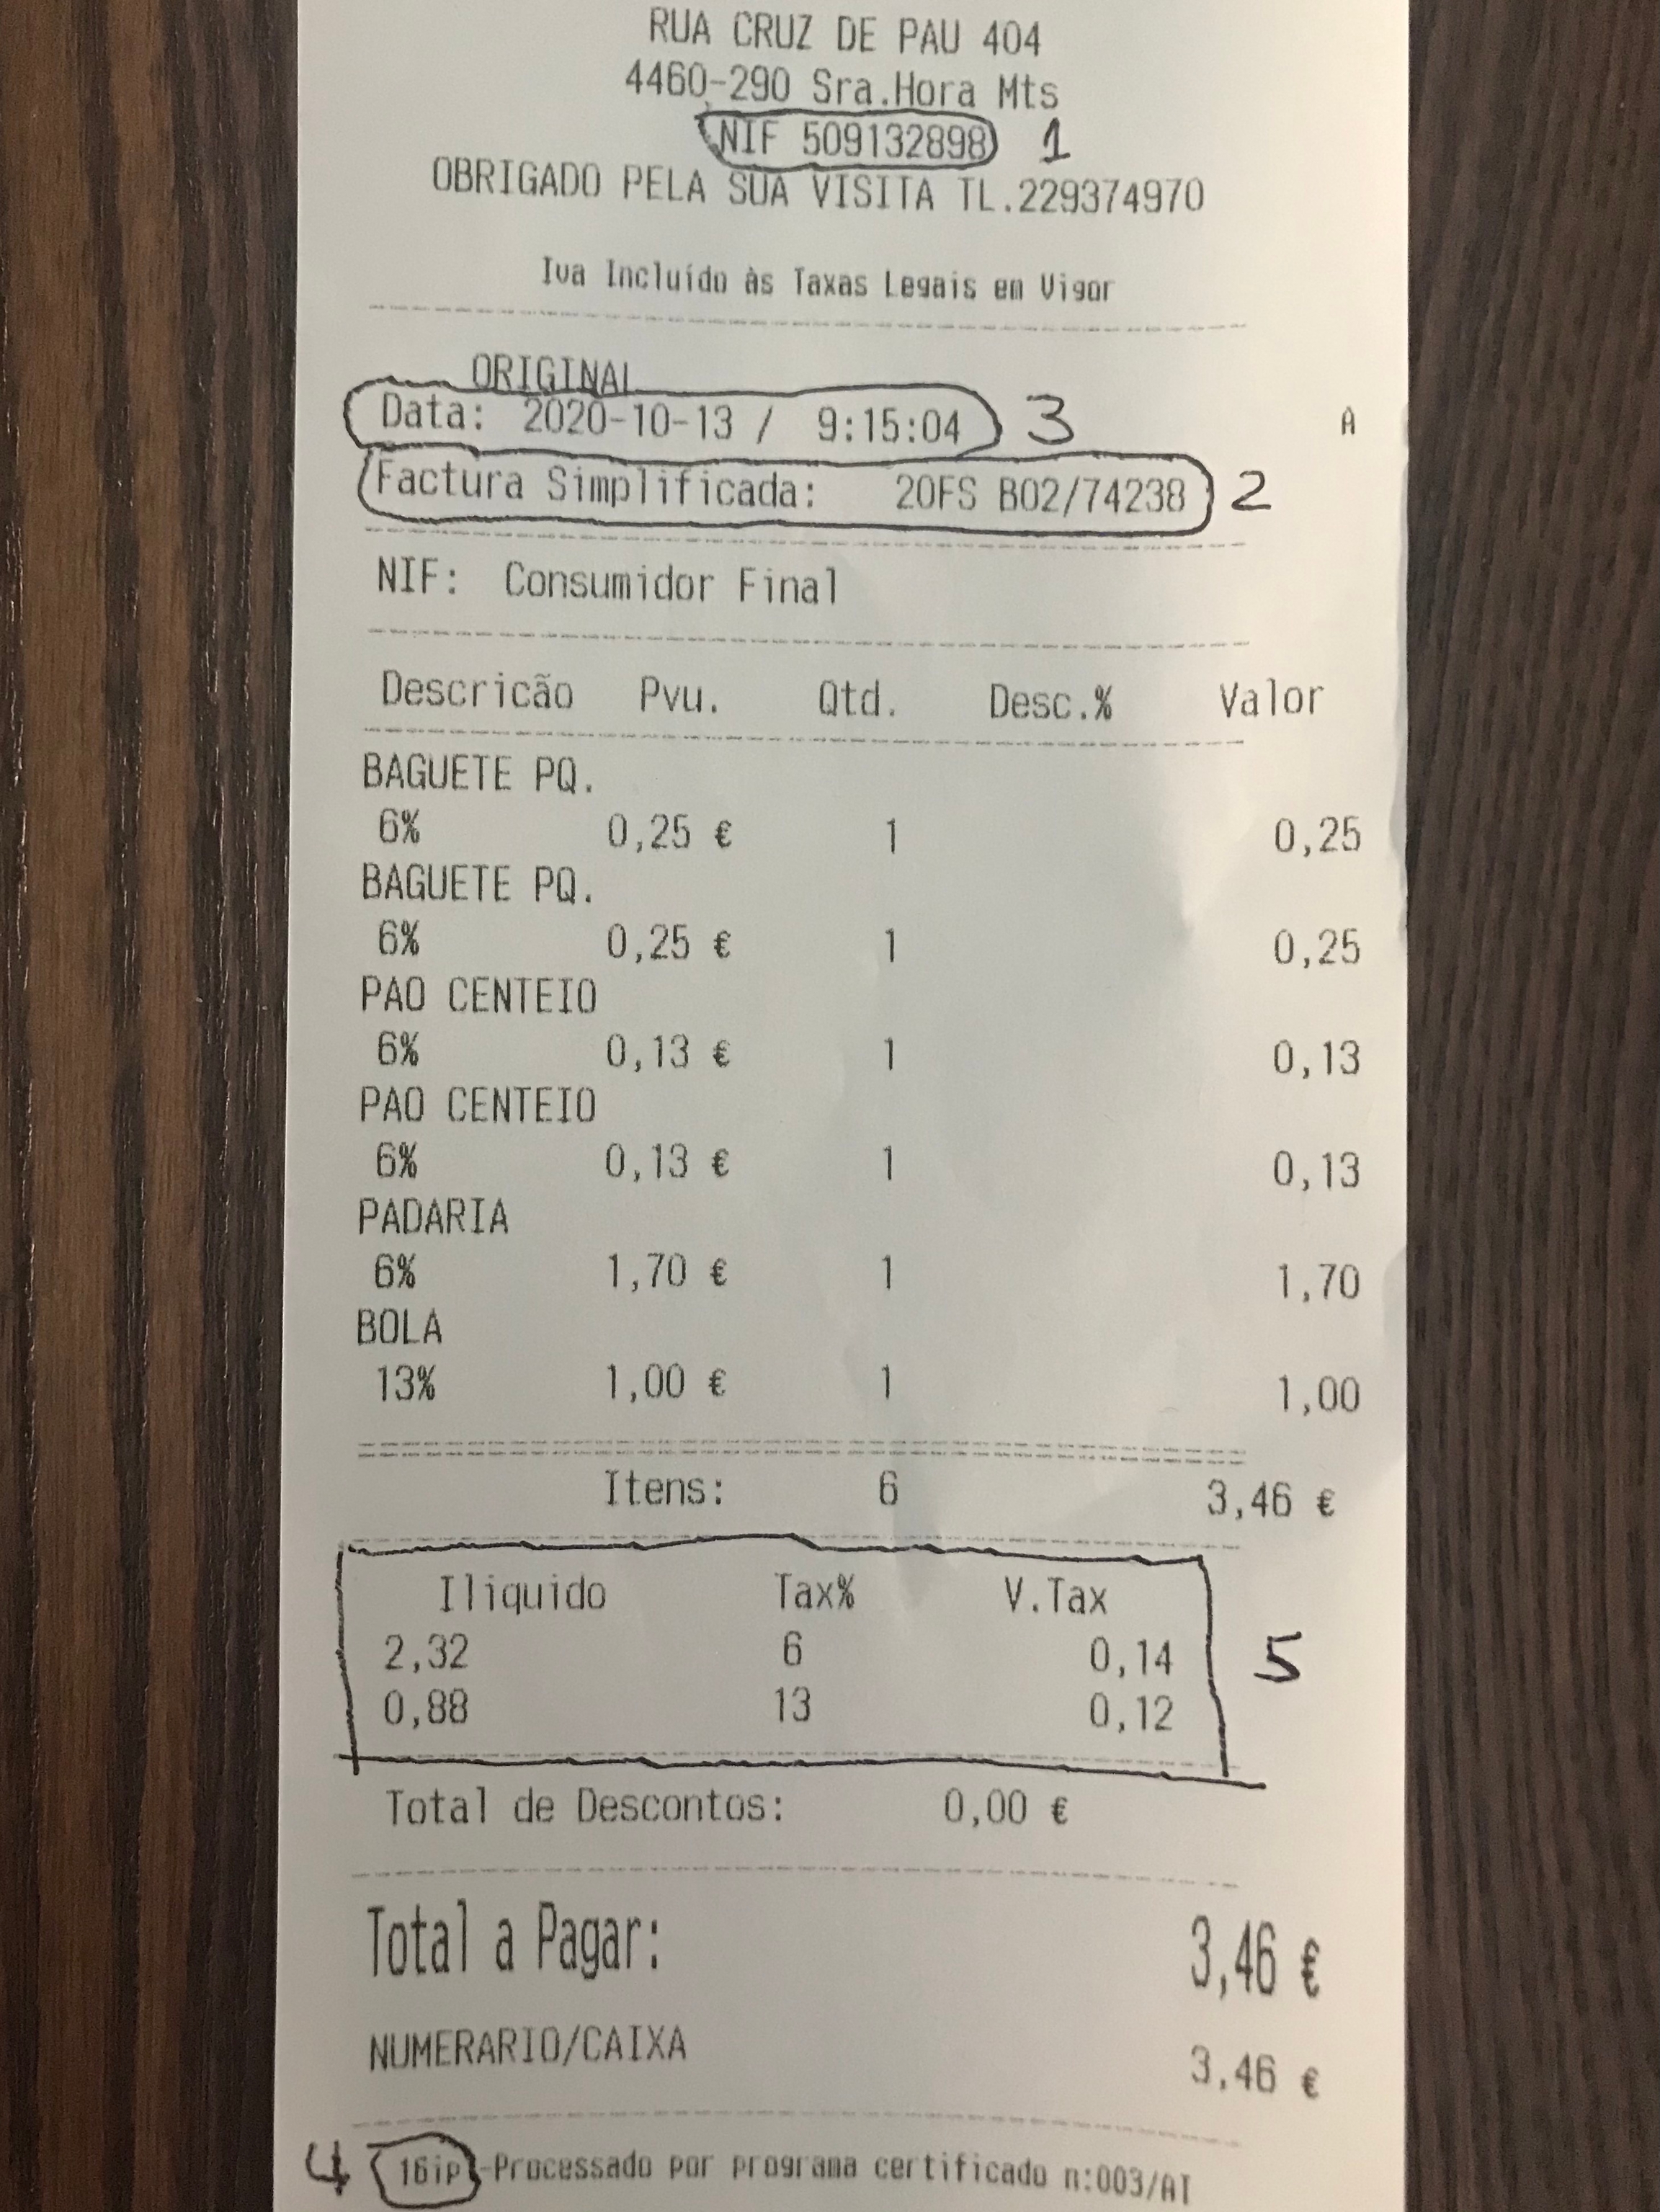 RUA CRUZ DE PAU 404
4460-290 Sra.Hora Mts
NIF 509132898 1
OBRIGADO PELA SUA VISITA TL.229374970
Iva Incluído às Taxas Legais em Vigor
ORIGINAL
Data: 2020-10-13 / 9:15:04 3 A
Factura Simplificada: 20FS B02/74238 2
NIF: Consumidor Final
Descricão Pvu. Qtd. Desc.% Valor
BAGUETE PQ.
6% 0,25 € 1 0,25
BAGUETE PQ.
6% 0,25 € 1 0,25
PAO CENTEIO
6% 0,13 € 1 0,13
PAO CENTEIO
6% 0,13 € 1 0,13
PADARIA
6% 1,70 € 1 1,70
BOLA
13% 1,00 € 1 1,00
Itens: 6 3,46 €
Iliquido Tax% V.Tax
2,32 6 0,14 5
0,88 13 0,12
Total de Descontos: 0,00 €
Total a Pagar: 3,46 €
NUMERARIO/CAIXA 3,46 €
4 16ip-Processado por programa certificado n:003/AT